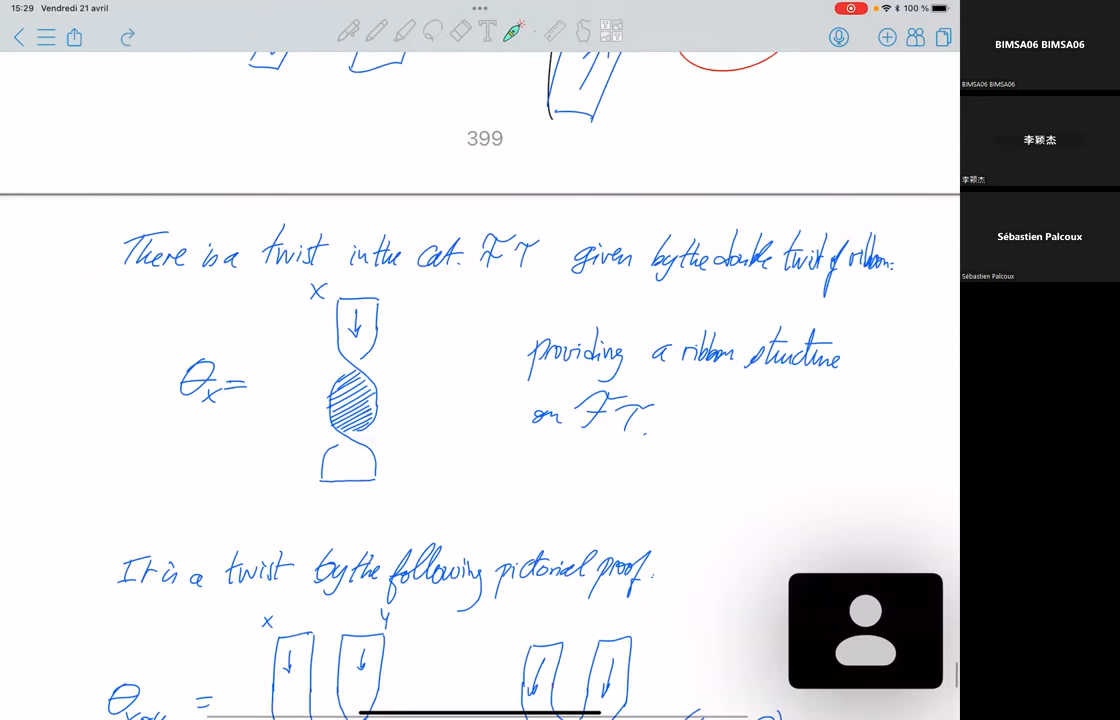 15:29 Vendredi 21 avril
100 %
BIMSA06 BIMSA06
BIMSA06 BIMSA06
李颖杰
李颖杰
Sébastien Palcoux
Sébastien Palcoux
399
There is a twist in the cat. FT given by the double twist of ribbon:
X
θx =
providing a ribbon structure
on FT.
It is a twist by the following pictorial proof.
X Y
=